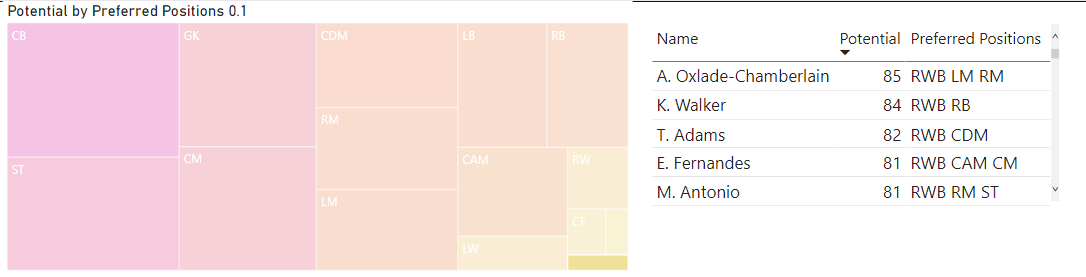 Potential by Preferred Positions 0.1
CB
GK
CDM
LB
RB
RM
ST
CM
CAM
RW
LM
CF
LW
Name Potential Preferred Positions
A. Oxlade-Chamberlain 85 RWB LM RM
K. Walker 84 RWB RB
T. Adams 82 RWB CDM
E. Fernandes 81 RWB CAM CM
M. Antonio 81 RWB RM ST